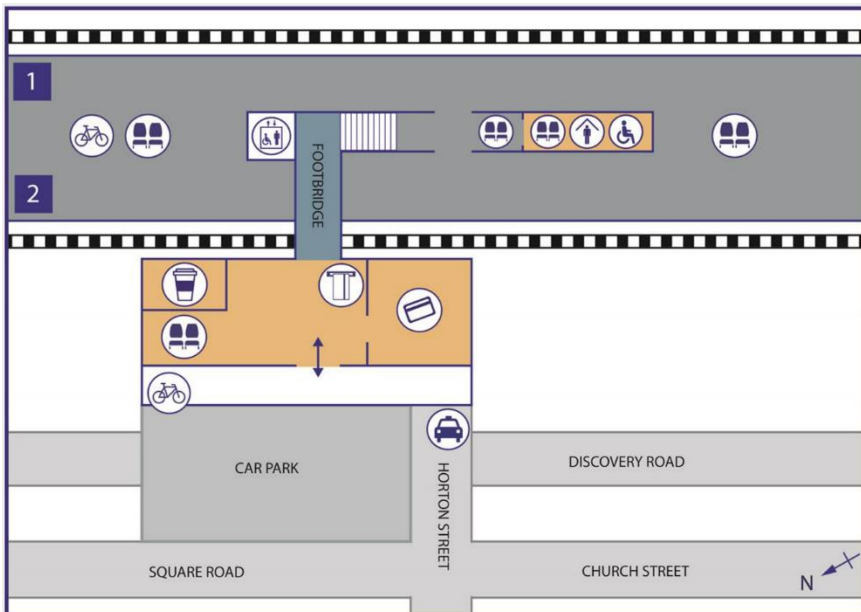 1
2
FOOTBRIDGE
CAR PARK
HORTON STREET
DISCOVERY ROAD
SQUARE ROAD
CHURCH STREET
N